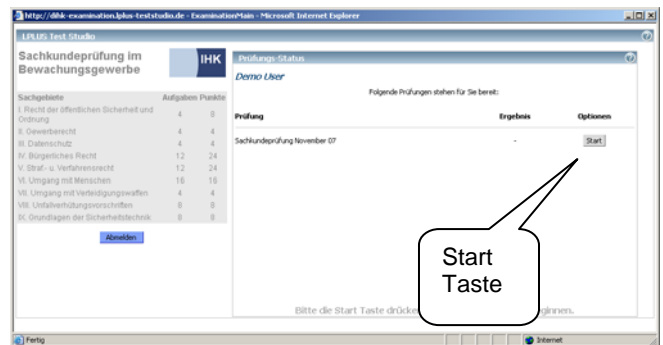 http://dihk-examination.lplus-teststudio.de - ExaminationMain - Microsoft Internet Explorer
LPLUS Test Studio
Sachkundeprüfung im
Bewachungsgewerbe
IHK
Sachgebiete Aufgaben Punkte
I. Recht der öffentlichen Sicherheit und
Ordnung 4 8
II. Gewerberecht 4 4
III. Datenschutz 4 4
IV. Bürgerliches Recht 12 24
V. Straf- u. Verfahrensrecht 12 24
VI. Umgang mit Menschen 16 16
VII. Umgang mit Verteidigungswaffen 4 4
VIII. Unfallverhütungsvorschriften 8 8
IX. Grundlagen der Sicherheitstechnik 8 8
Abmelden
Prüfungs-Status
Demo User
Folgende Prüfungen stehen für Sie bereit:
Prüfung Ergebnis Optionen
Sachkundeprüfung November 07 - Start
Start
Taste
Bitte die Start Taste drücken
Fertig
Internet